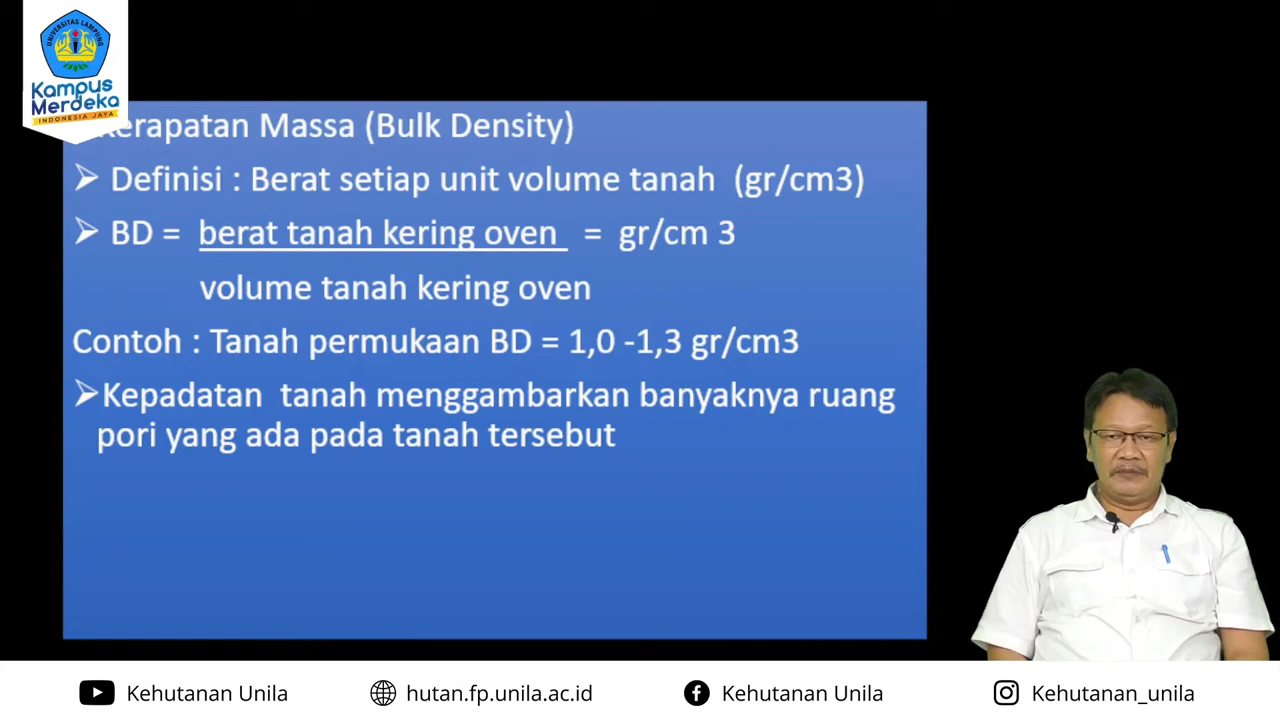 UNIVERSITAS LAMPUNG
Kampus
Merdeka
INDONESIA JAYA
Massa (Bulk Density)
➢ Definisi : Berat setiap unit volume tanah (gr/cm3)
➢ BD = berat tanah kering oven = gr/cm 3
volume tanah kering oven
Contoh : Tanah permukaan BD = 1,0 -1,3 gr/cm3
➢Kepadatan tanah menggambarkan banyaknya ruang
pori yang ada pada tanah tersebut
Kehutanan Unila
hutan.fp.unila.ac.id
Kehutanan Unila
Kehutanan_unila